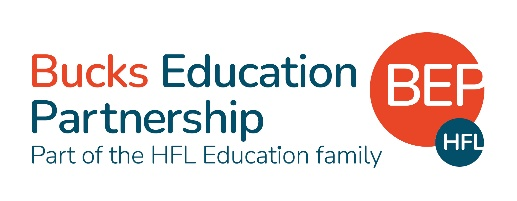 Bucks Education
Partnership
Part of the HFL Education family
BEP
HFL